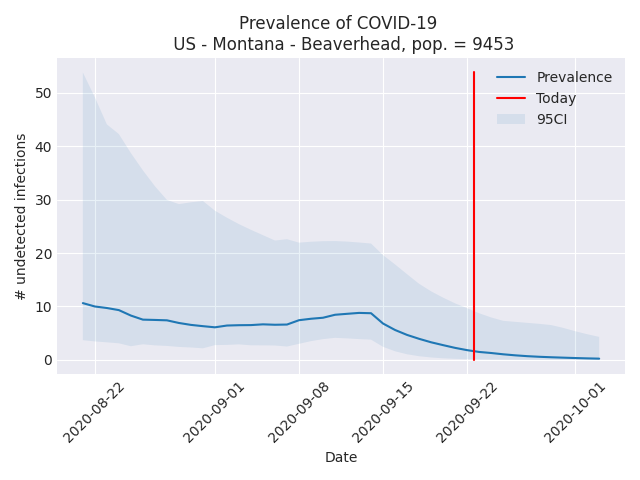 Prevalence of COVID-19
US - Montana - Beaverhead, pop. = 9453
Prevalence
Today
95CI
# undetected infections
50
40
30
20
10
0
2020-08-22
2020-09-01
2020-09-08
2020-09-15
2020-09-22
2020-10-01
Date